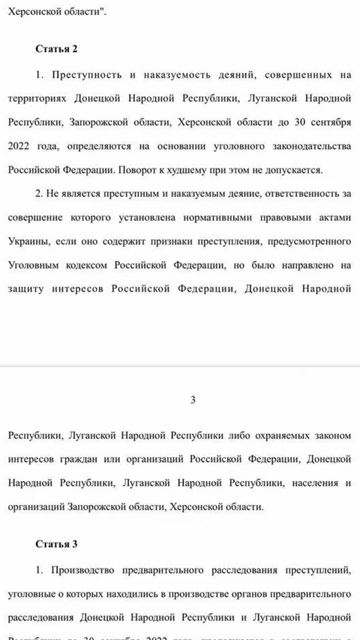 Херсонской области".
Статья 2
1. Преступность и наказуемость деяний, совершенных на
территориях Донецкой Народной Республики, Луганской Народной
Республики, Запорожской области, Херсонской области до 30 сентября
2022 года, определяются на основании уголовного законодательства
Российской Федерации. Поворот к худшему при этом не допускается.
2. Не является преступным и наказуемым деяние, ответственность за
совершение которого установлена нормативными правовыми актами
Украины, если оно содержит признаки преступления, предусмотренного
Уголовным кодексом Российской Федерации, но было направлено на
защиту интересов Российской Федерации, Донецкой Народной
3
Республики, Луганской Народной Республики либо охраняемых законом
интересов граждан или организаций Российской Федерации, Донецкой
Народной Республики, Луганской Народной Республики, населения и
организаций Запорожской области, Херсонской области.
Статья 3
1. Производство предварительного расследования преступлений,
уголовные о которых находились в производстве органов предварительного
расследования Донецкой Народной Республики и Луганской Народной